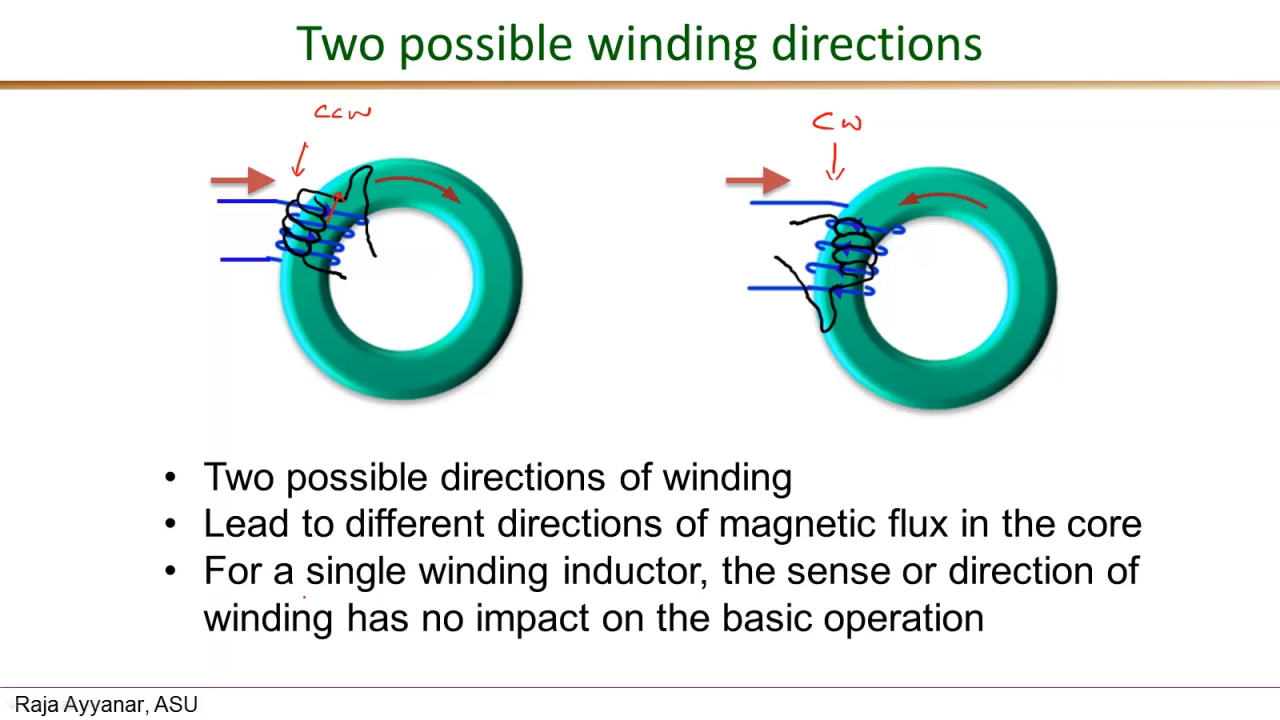 Two possible winding directions
ccw
cw
• Two possible directions of winding
• Lead to different directions of magnetic flux in the core
• For a single winding inductor, the sense or direction of
winding has no impact on the basic operation
Raja Ayyanar, ASU